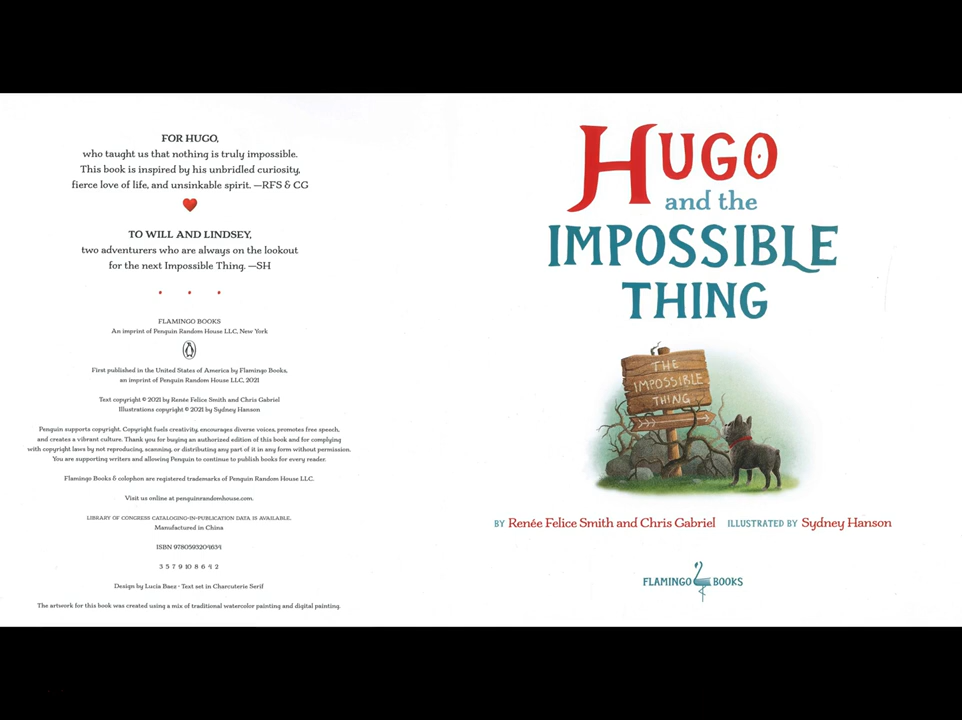 FOR HUGO,
who taught us that nothing is truly impossible.
This book is inspired by his unbridled curiosity,
fierce love of life, and unsinkable spirit. —RFS & CG
TO WILL AND LINDSEY,
two adventurers who are always on the lookout
for the next Impossible Thing. —SH
FLAMINGO BOOKS
An imprint of Penguin Random House LLC, New York
First published in the United States of America by Flamingo Books,
an imprint of Penguin Random House LLC, 2021
Text copyright © 2021 by Renée Felice Smith and Chris Gabriel
Illustrations copyright © 2021 by Sydney Hanson
Penguin supports copyright. Copyright fuels creativity, encourages diverse voices, promotes free speech,
and creates a vibrant culture. Thank you for buying an authorized edition of this book and for complying
with copyright laws by not reproducing, scanning, or distributing any part of it in any form without permission.
You are supporting writers and allowing Penguin to continue to publish books for every reader.
Flamingo Books & colophon are registered trademarks of Penguin Random House LLC.
Visit us online at penguinrandomhouse.com.
LIBRARY OF CONGRESS CATALOGING-IN-PUBLICATION DATA IS AVAILABLE.
Manufactured in China
ISBN 9780593204634
3 5 7 9 10 8 6 4 2
Design by Lucia Baez • Text set in Charcuterie Serif
The artwork for this book was created using a mix of traditional watercolor painting and digital painting.
HUGO
and the
IMPOSSIBLE
THING
THE
IMPOSSIBLE
THING
BY Renée Felice Smith and Chris Gabriel ILLUSTRATED BY Sydney Hanson
FLAMINGO BOOKS